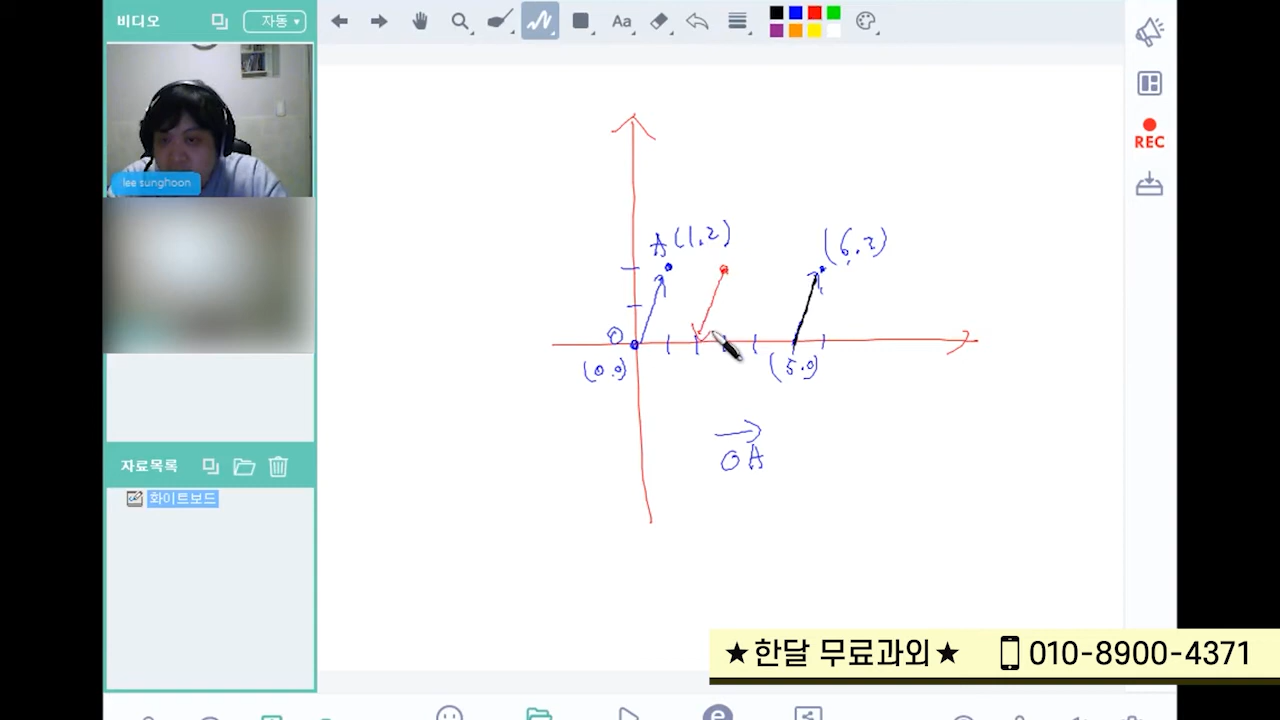 비디오
자동
Aa
REC
lee sunghoon
A (1,2)
(6,2)
O
(0,0)
(5,0)
OA
자료목록
화이트보드
★한달 무료과외★ 010-8900-4371